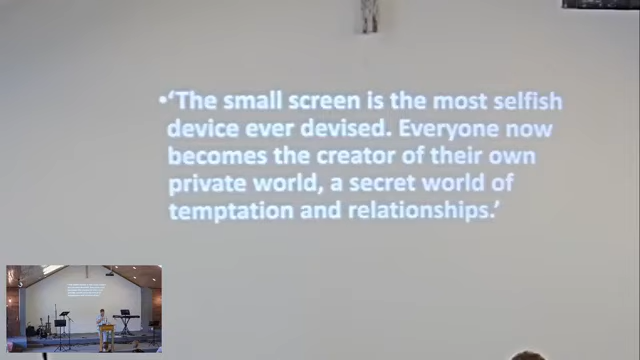 •‘The small screen is the most selfish
device ever devised. Everyone now
becomes the creator of their own
private world, a secret world of
temptation and relationships.’